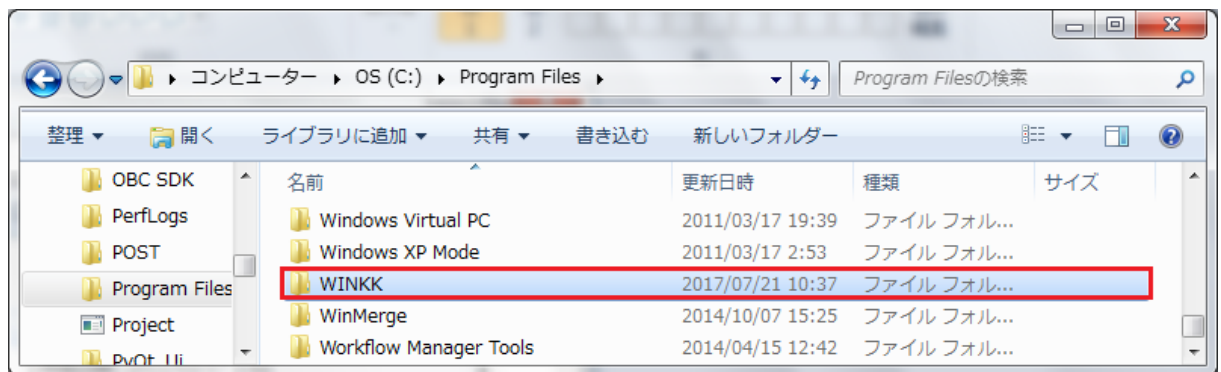 コンピューター ▸ OS (C:) ▸ Program Files ▸
Program Filesの検索
整理 ▼ 開く ライブラリに追加 ▼ 共有 ▼ 書き込む 新しいフォルダー
OBC SDK
PerfLogs
POST
Program Files
Project
PyQt_Ui
名前 更新日時 種類 サイズ
Windows Virtual PC 2011/03/17 19:39 ファイル フォル...
Windows XP Mode 2011/03/17 2:53 ファイル フォル...
WINKK 2017/07/21 10:37 ファイル フォル...
WinMerge 2014/10/07 15:25 ファイル フォル...
Workflow Manager Tools 2014/04/15 12:42 ファイル フォル...